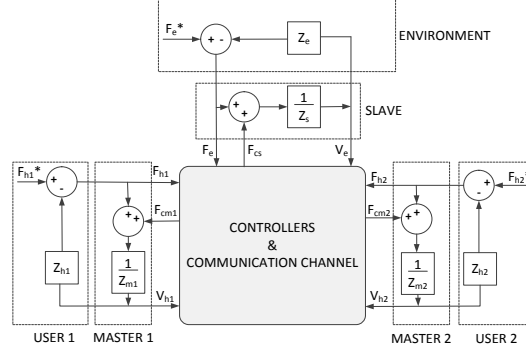 ENVIRONMENT
Fe*
+
-
Ze
SLAVE
+
+
1
Zs
Fe
Fcs
Ve
Fh1*
+
-
Fh1
Fh2
+
-
Fh2*
+
+
Fcm1
Fcm2
+
+
CONTROLLERS
&
COMMUNICATION CHANNEL
Zh1
1
Zm1
1
Zm2
Zh2
Vh1
Vh2
USER 1
MASTER 1
MASTER 2
USER 2